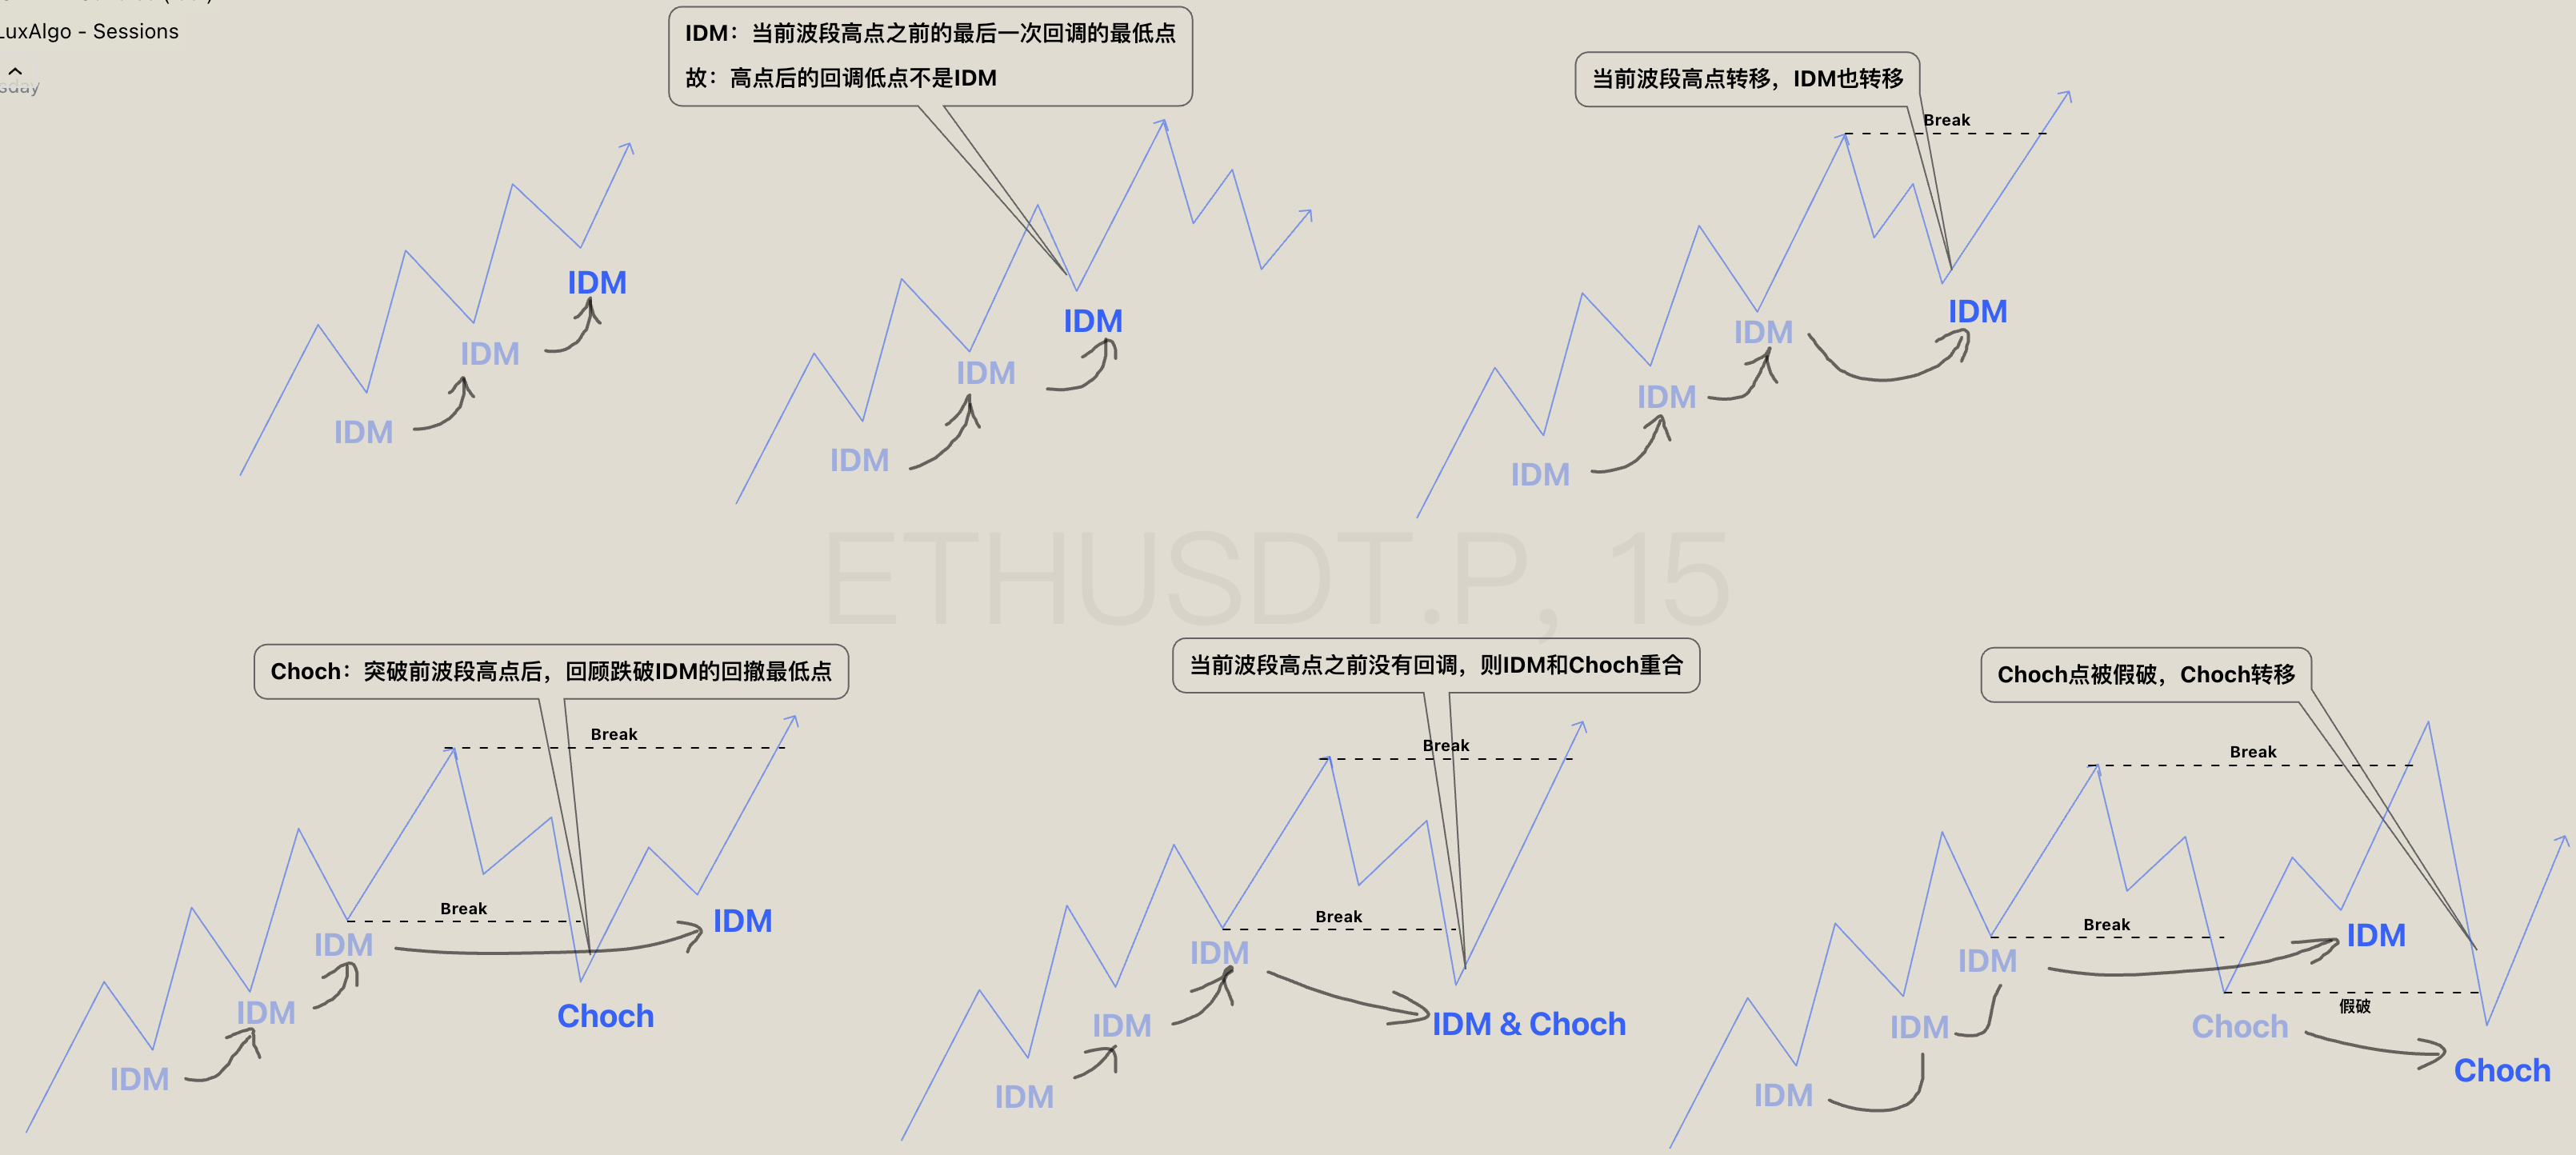 LuxAlgo - Sessions
sday
IDM：当前波段高点之前的最后一次回调的最低点
故：高点后的回调低点不是IDM
当前波段高点转移，IDM也转移
Break
IDM
IDM
IDM
IDM
IDM
IDM
IDM
IDM
IDM
IDM
ETHUSDT.P, 15
Choch：突破前波段高点后，回顾跌破IDM的回撤最低点
当前波段高点之前没有回调，则IDM和Choch重合
Choch点被假破，Choch转移
Break
Break
IDM
IDM
IDM
IDM
Choch
Break
Break
IDM
IDM
IDM
IDM & Choch
Break
Break
IDM
IDM
IDM
IDM
假破
Choch
Choch